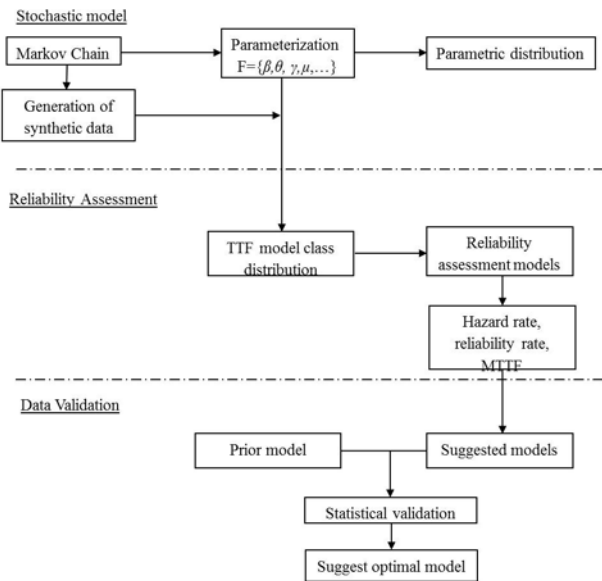 Stochastic model
Markov Chain
Parameterization
F={β,θ, γ,μ,…}
Parametric distribution
Generation of
synthetic data
Reliability Assessment
TTF model class
distribution
Reliability
assessment models
Hazard rate,
reliability rate,
MTTF
Data Validation
Prior model
Suggested models
Statistical validation
Suggest optimal model